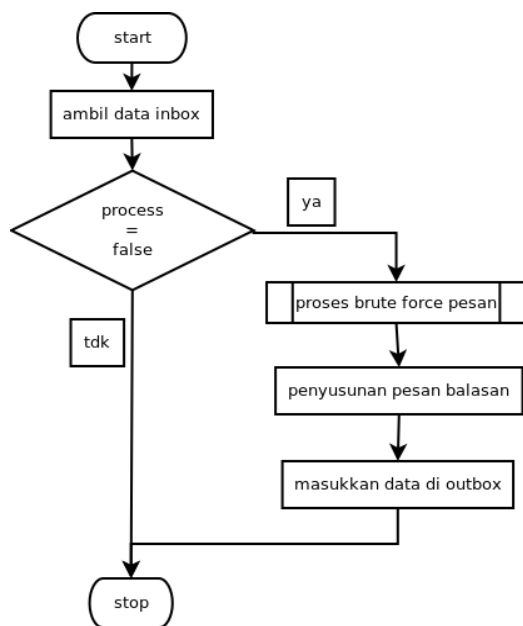 start
ambil data inbox
process
=
false
ya
tdk
proses brute force pesan
penyusunan pesan balasan
masukkan data di outbox
stop